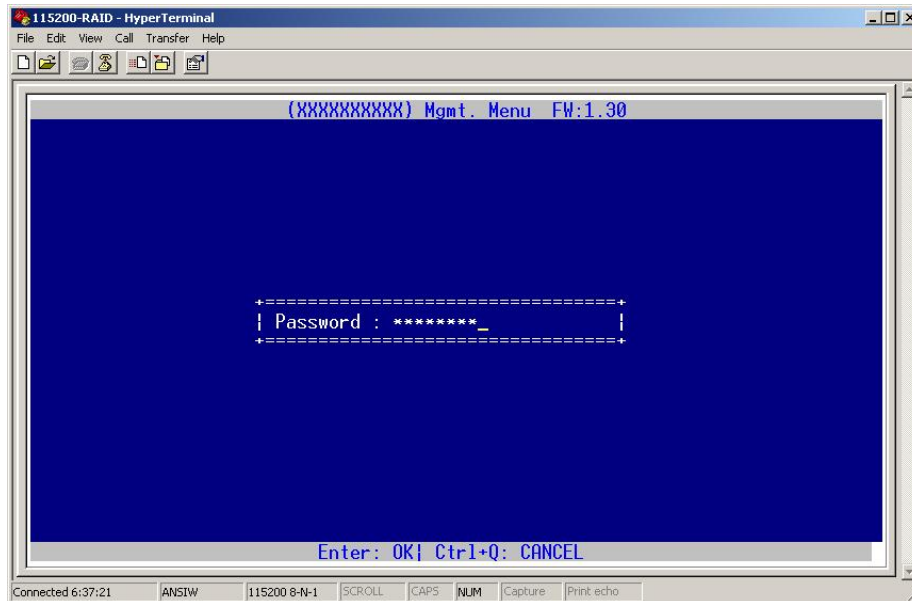 115200-RAID - HyperTerminal
File Edit View Call Transfer Help
(XXXXXXXXXX) Mgmt. Menu FW:1.30
+=================================+
| Password : ********_ |
+=================================+
Enter: OK| Ctrl+Q: CANCEL
Connected 6:37:21 ANSIW 115200 8-N-1 SCROLL CAPS NUM Capture Print echo